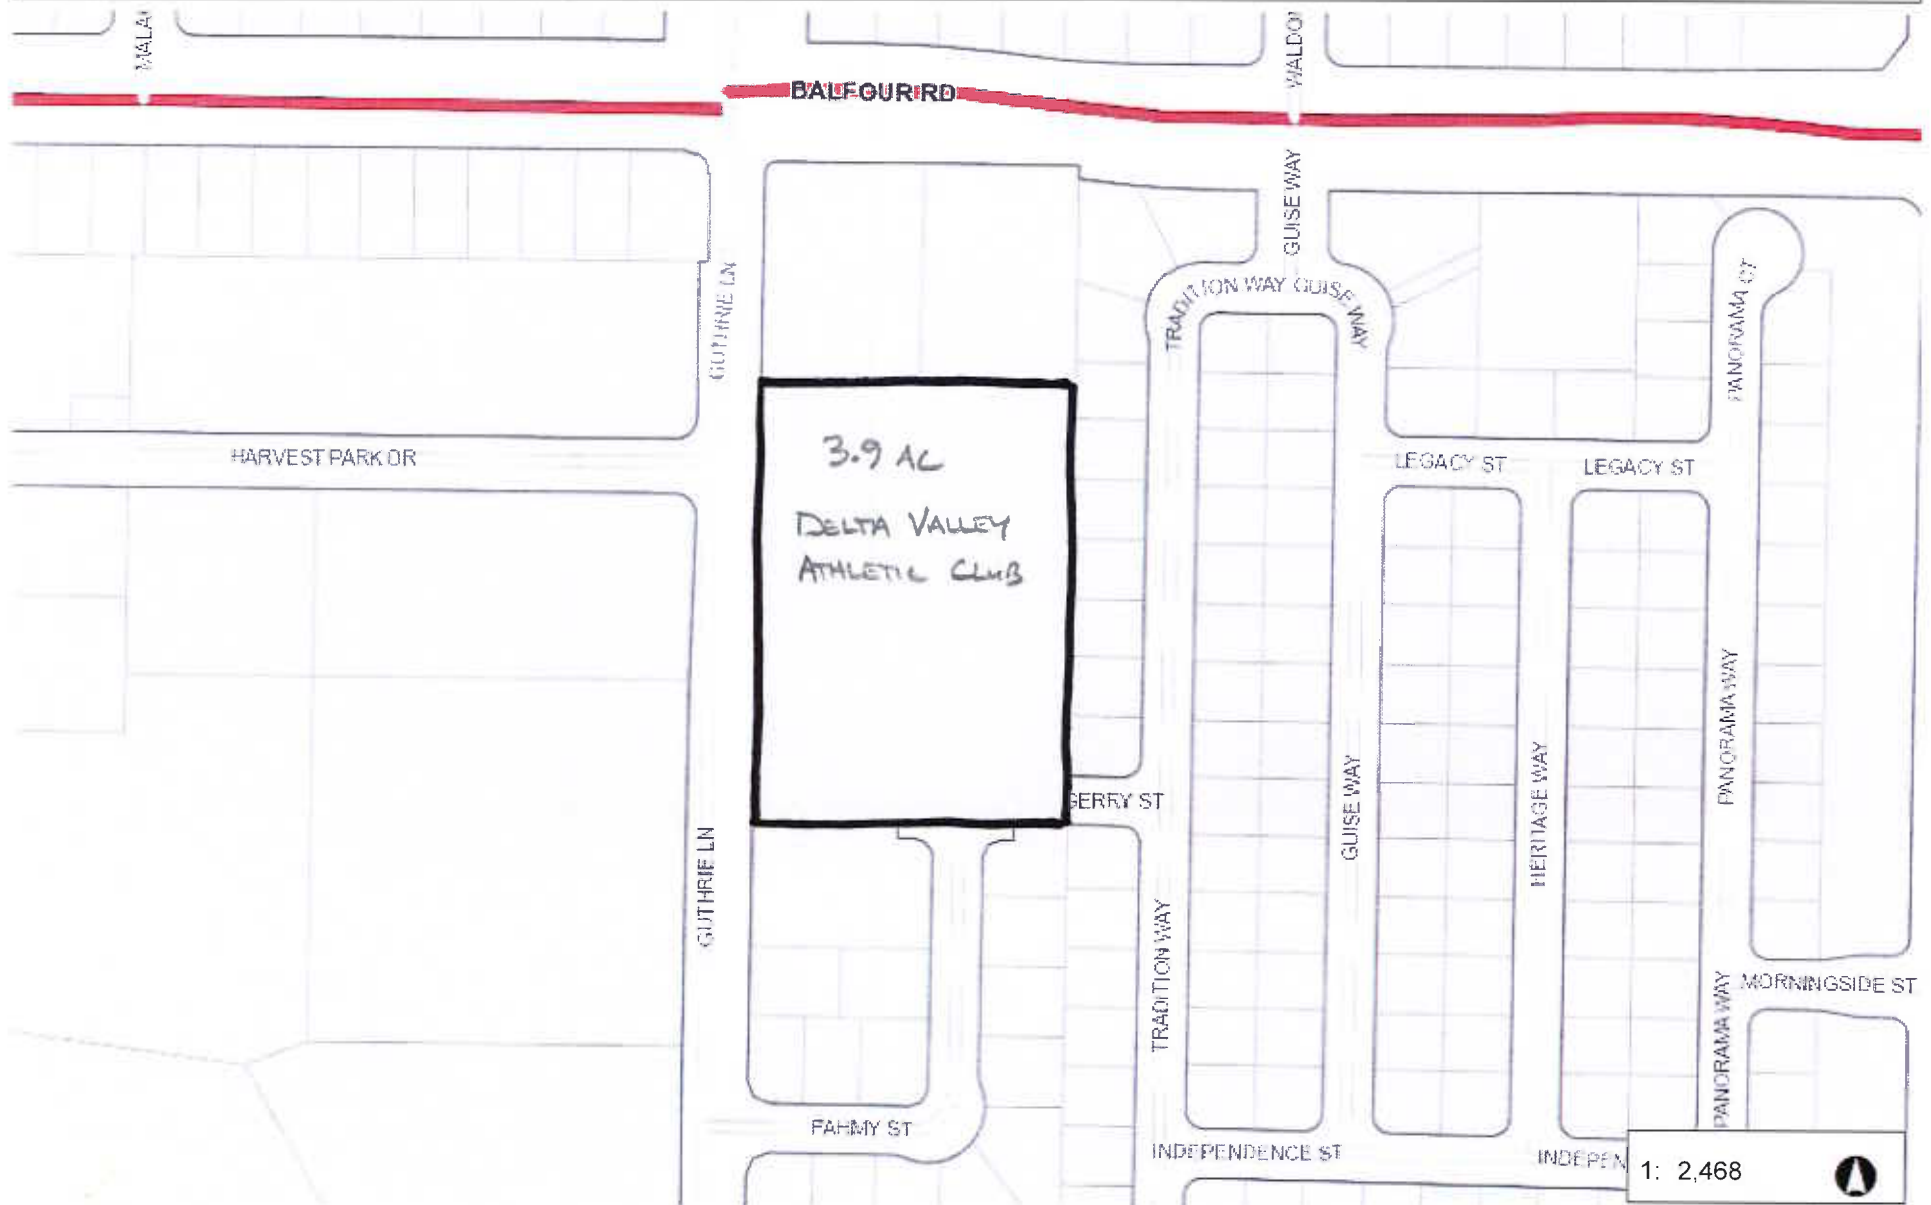 BALFOUR RD
GUISE WAY
GUTHRIE LN
TRADITION WAY
GUISE WAY
PANORAMA CT
3.9 AC
HARVEST PARK DR
LEGACY ST
LEGACY ST
DELTA VALLEY
ATHLETIC CLUB
PANORAMA WAY
GERRY ST
GUISE WAY
HERITAGE WAY
GUTHRIE LN
TRADITION WAY
MORNINGSIDE ST
PANORAMA WAY
FAHMY ST
INDEPENDENCE ST
INDEPEN
1: 2,468